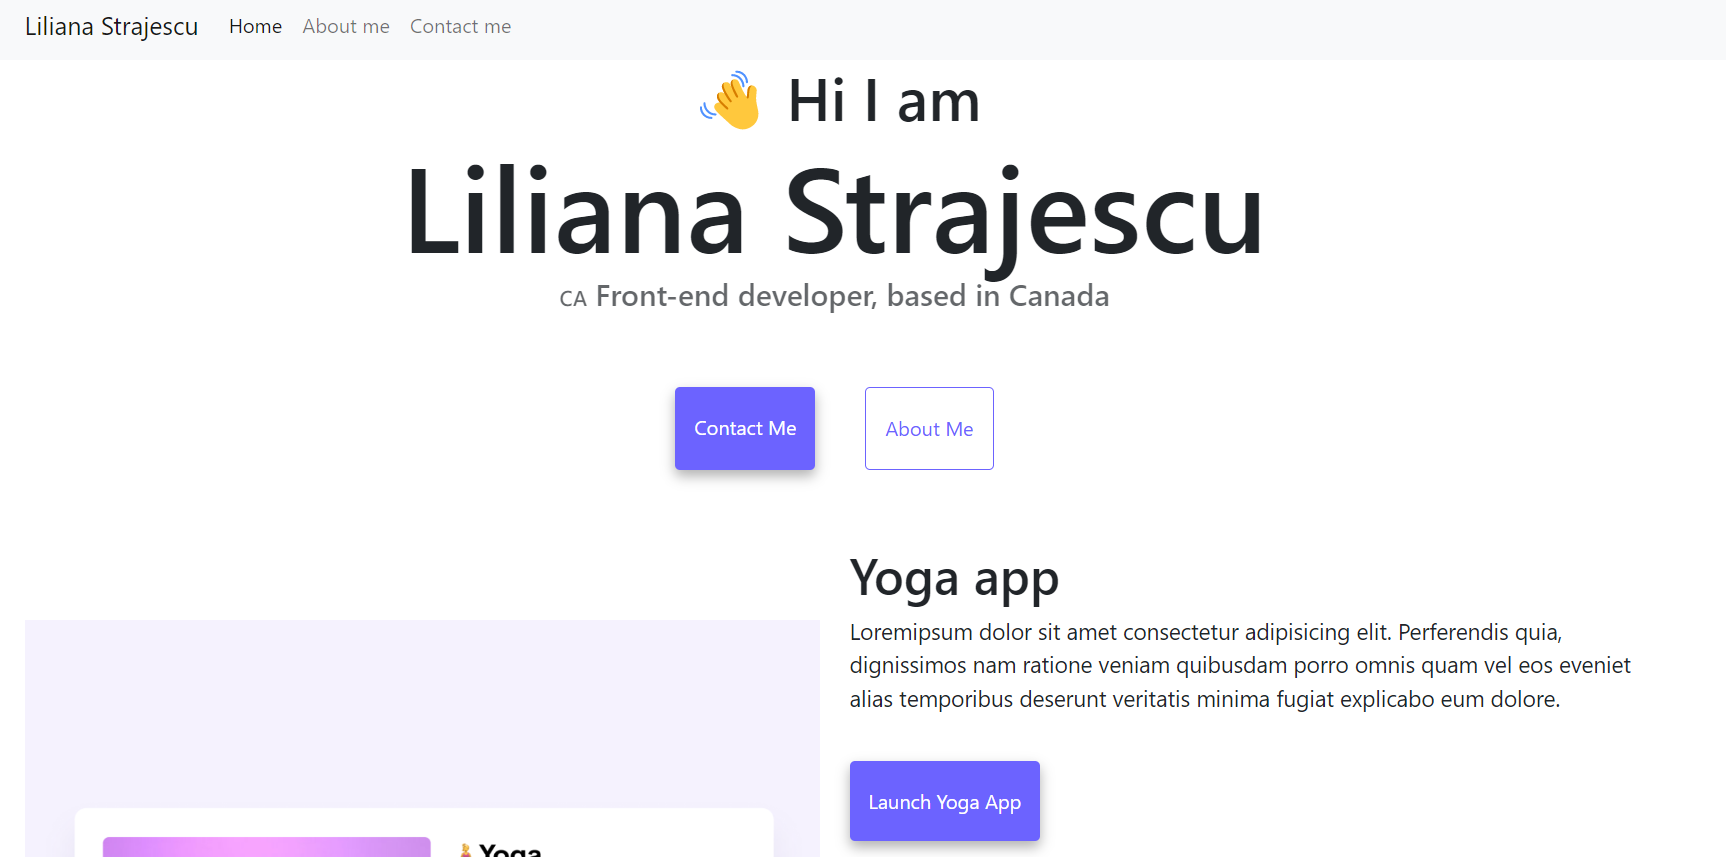 Liliana Strajescu Home About me Contact me
👋 Hi I am
Liliana Strajescu
CA Front-end developer, based in Canada
Contact Me About Me
Yoga app
Loremipsum dolor sit amet consectetur adipisicing elit. Perferendis quia,
dignissimos nam ratione veniam quibusdam porro omnis quam vel eos eveniet
alias temporibus deserunt veritatis minima fugiat explicabo eum dolore.
Launch Yoga App
Yoga